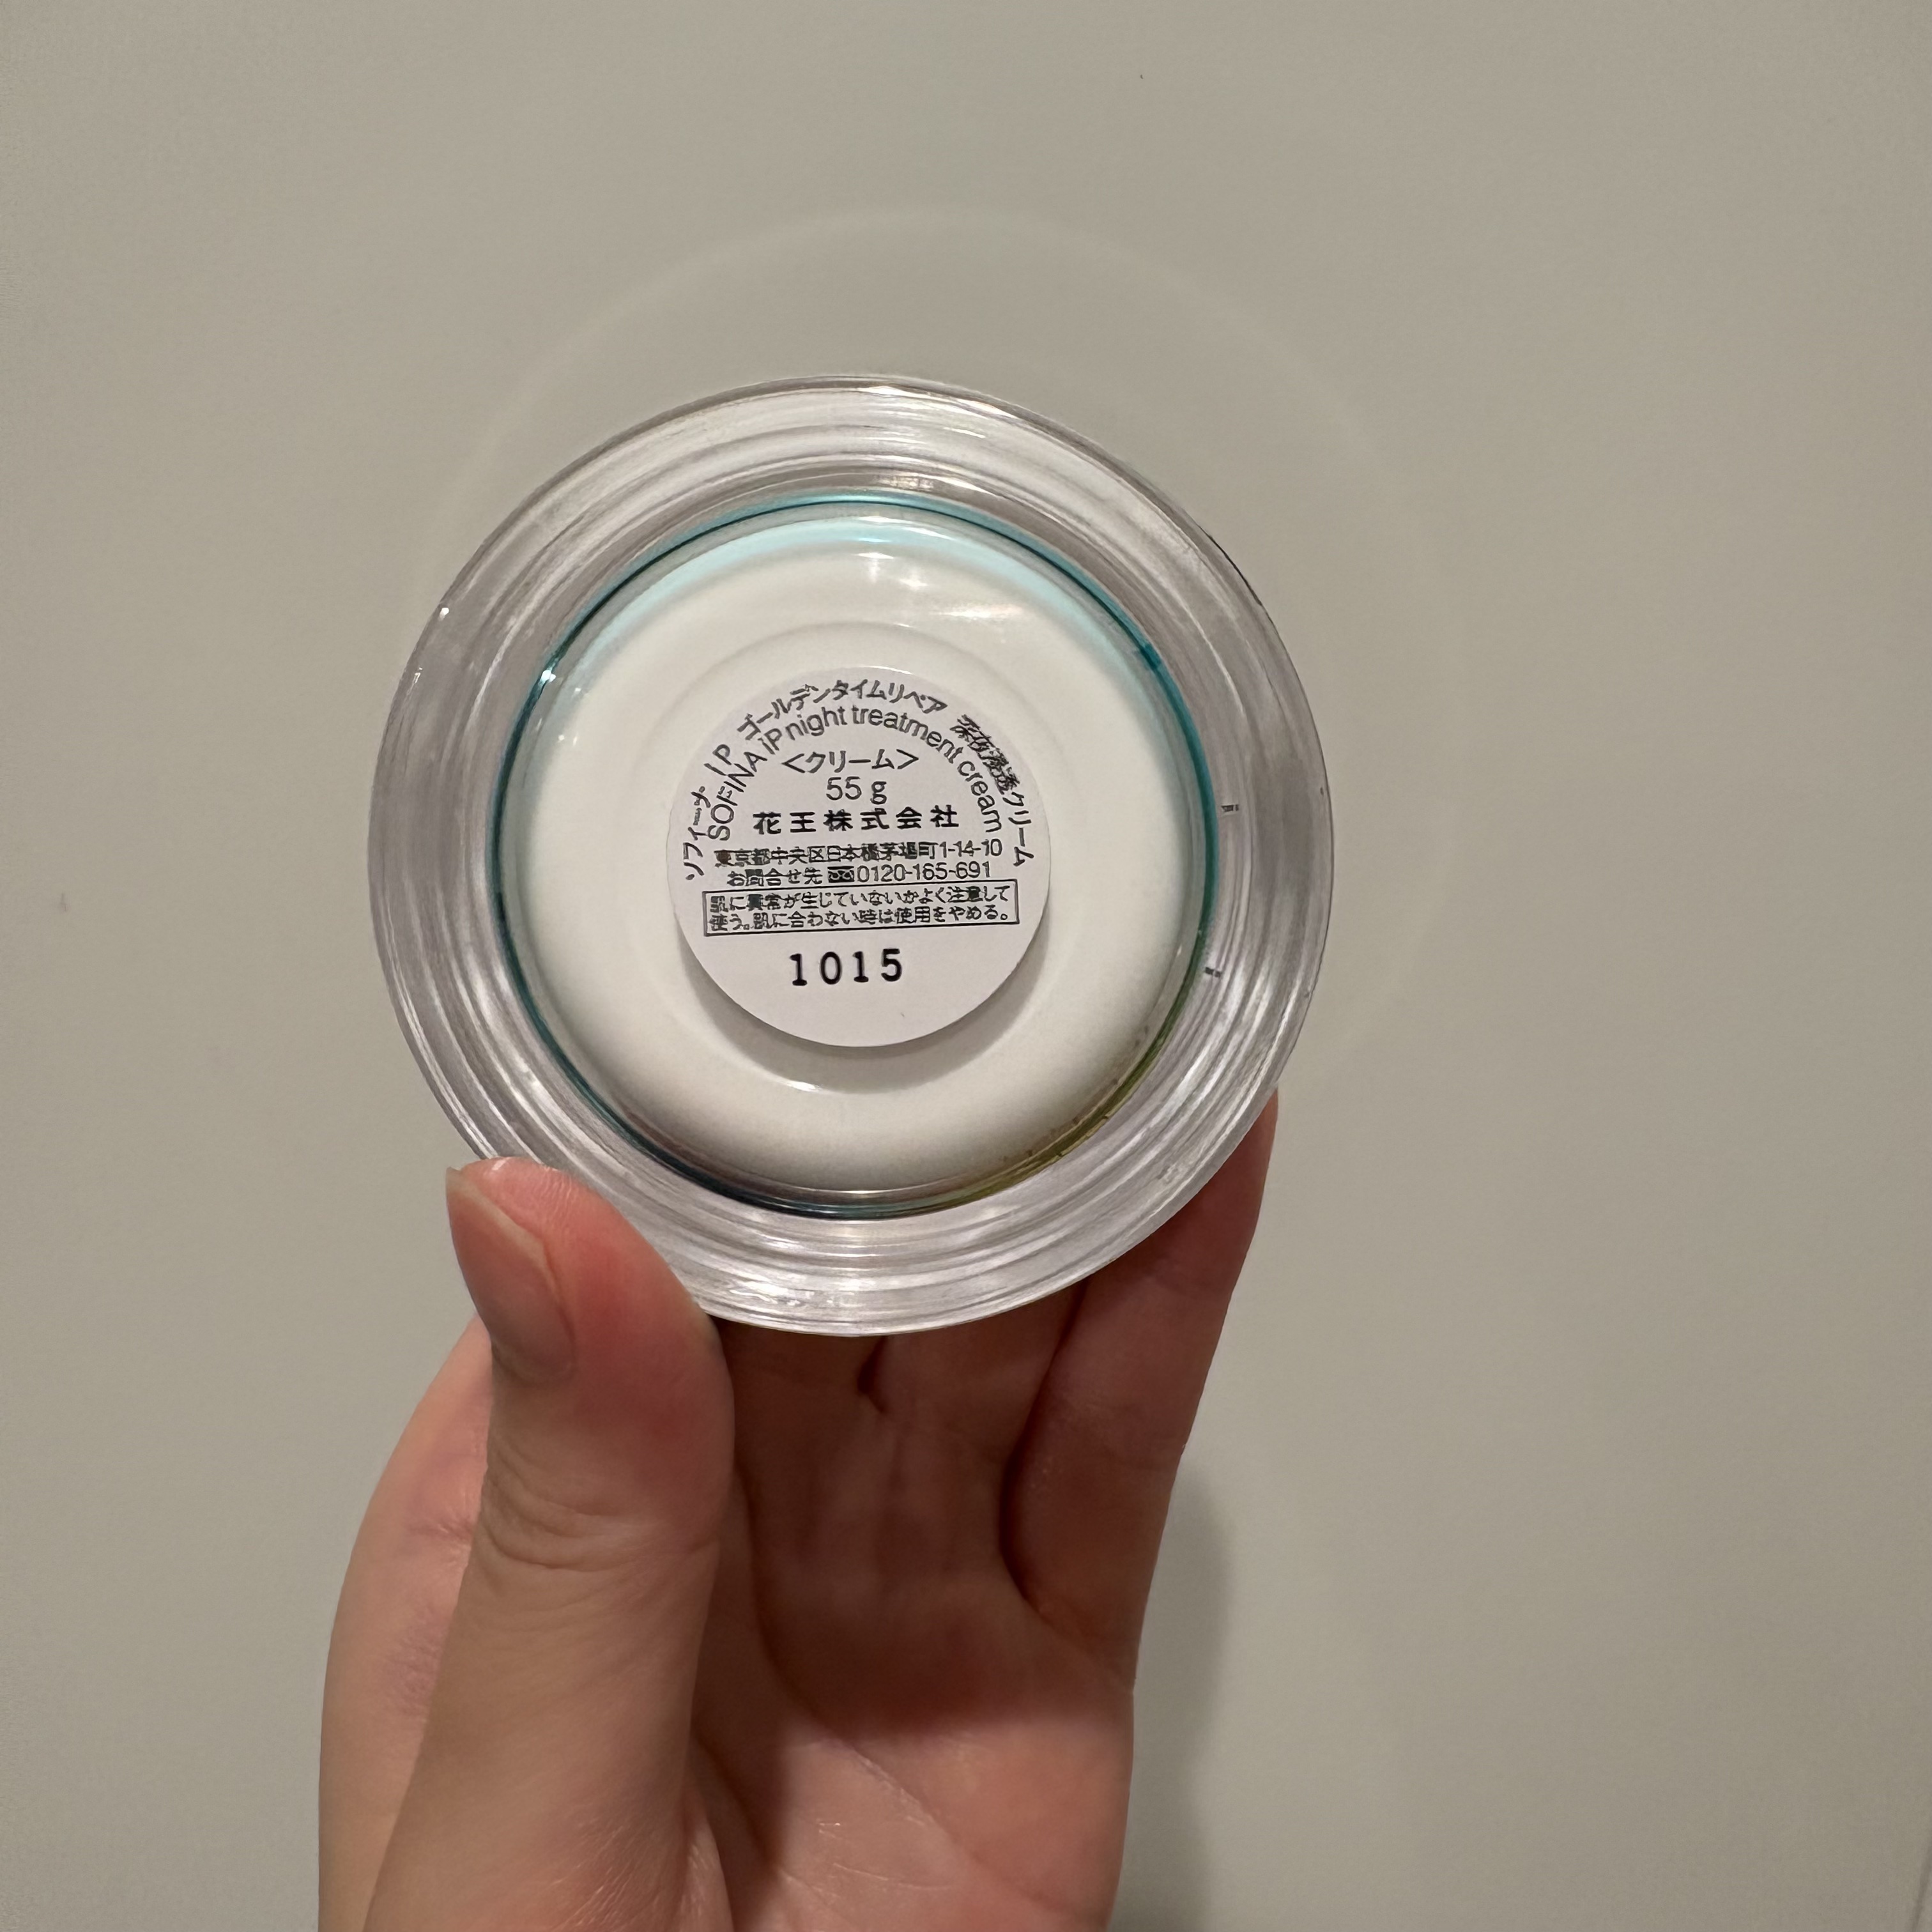 ソフィーナ iP ゴールデンタイムリペア 深夜浸透クリーム
SOFINA iP night treatment cream
<クリーム>
55 g
花王株式会社
東京都中央区日本橋茅場町1-14-10
お問合せ先 0120-165-691
肌に異常が生じていないかよく注意して
使う。肌に合わない時は使用をやめる。
1015